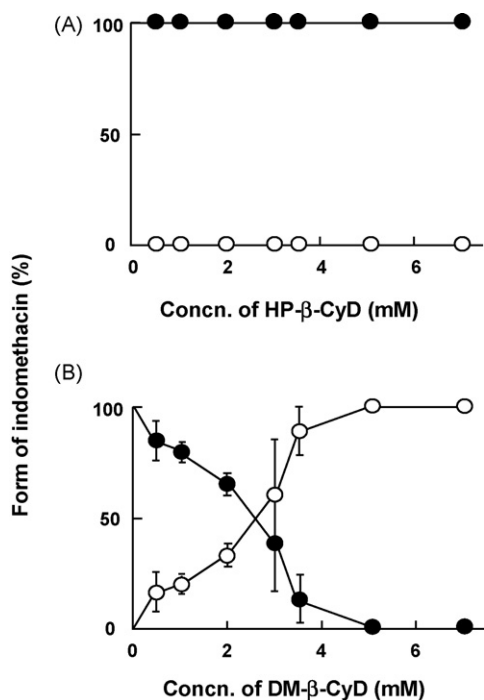 (A)
100
50
0
0 2 4 6
Concn. of HP-β-CyD (mM)
Form of indomethacin (%)
(B)
100
50
0
0 2 4 6
Concn. of DM-β-CyD (mM)